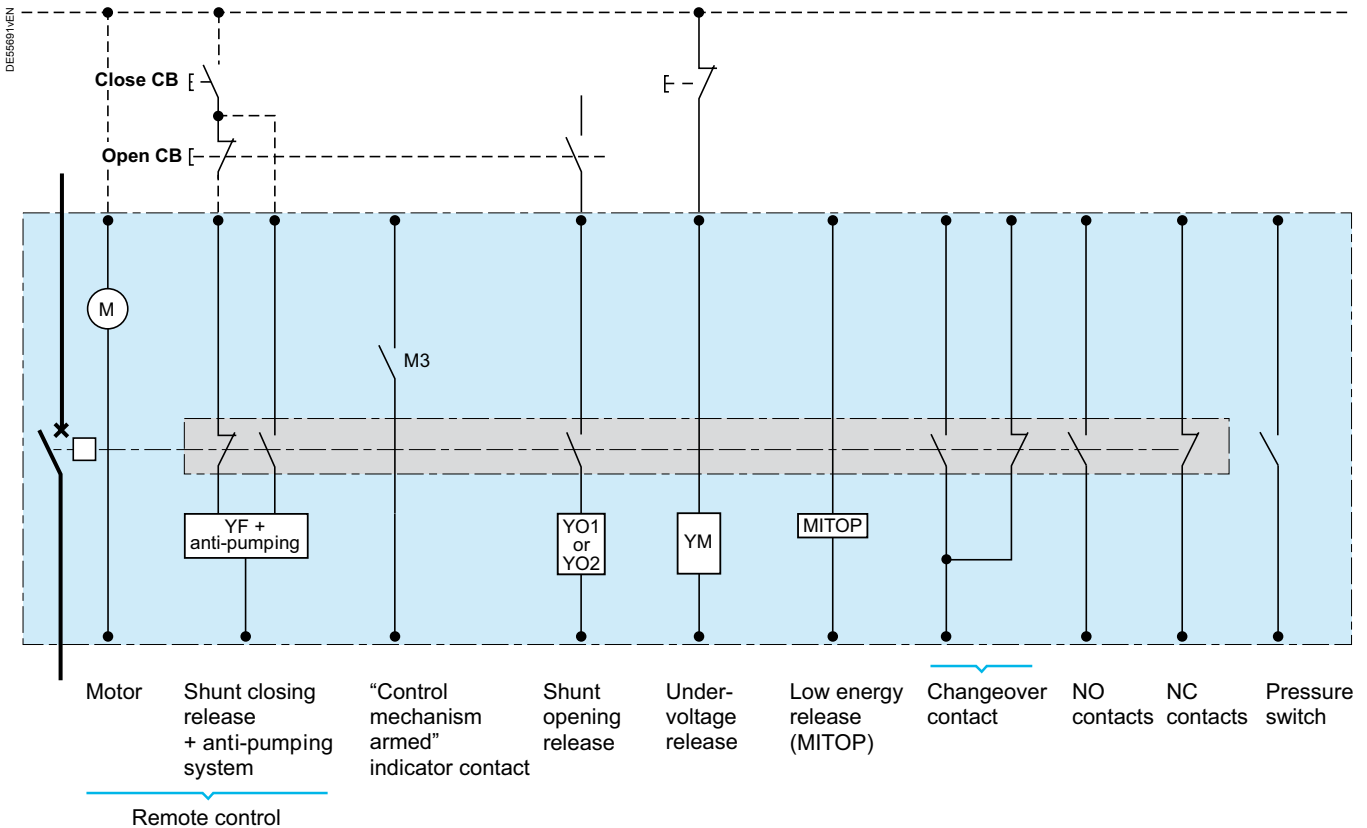 DE55691vEN
Close CB
Open CB
M
M3
YF +
anti-pumping
YO1
or
YO2
YM
MITOP
Motor
Shunt closing
release
+ anti-pumping
system
“Control
mechanism
armed”
indicator contact
Shunt
opening
release
Under-
voltage
release
Low energy
release
(MITOP)
Changeover
contact
NO
contacts
NC
contacts
Pressure
switch
Remote control